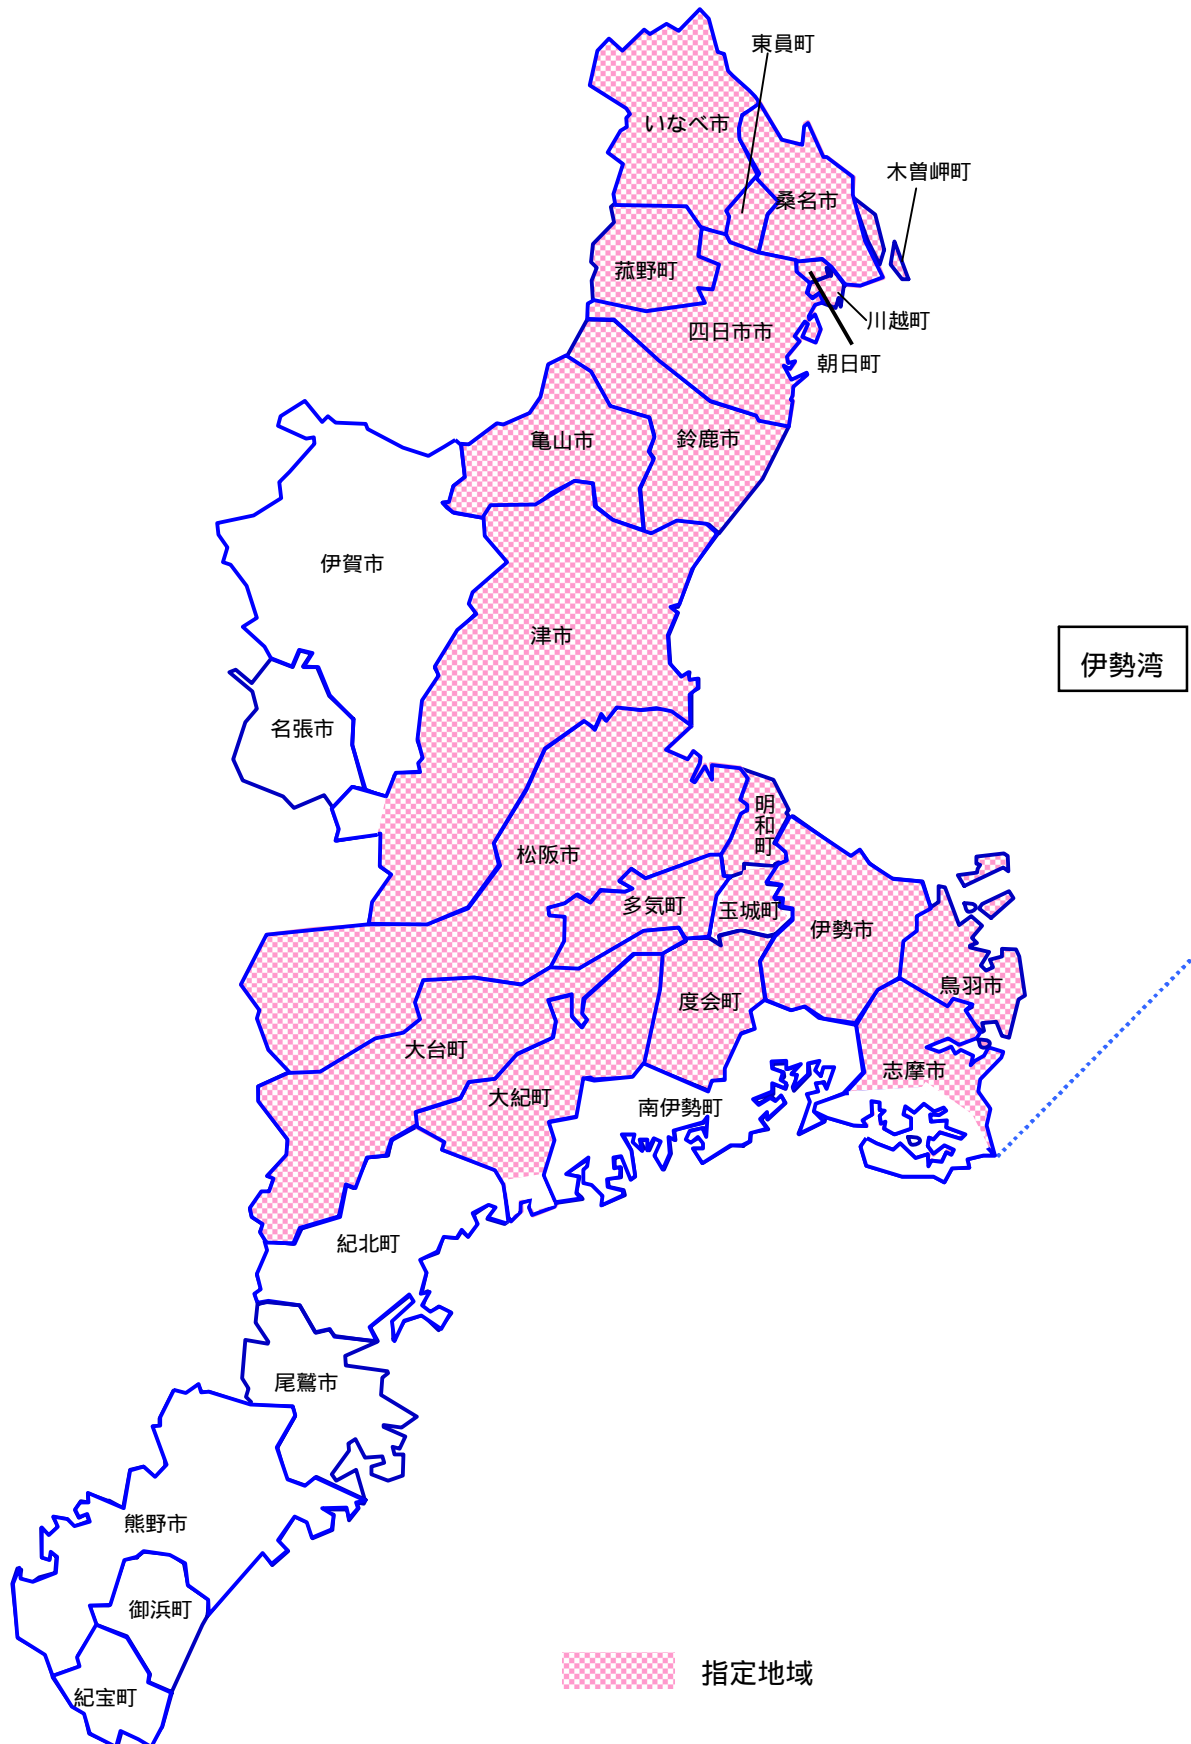 東員町
いなべ市
木曽岬町
桑名市
菰野町
川越町
四日市市
朝日町
亀山市
鈴鹿市
伊賀市
津市
伊勢湾
名張市
明和町
松阪市
多気町
玉城町
伊勢市
鳥羽市
度会町
大台町
志摩市
大紀町
南伊勢町
紀北町
尾鷲市
熊野市
御浜町
指定地域
紀宝町